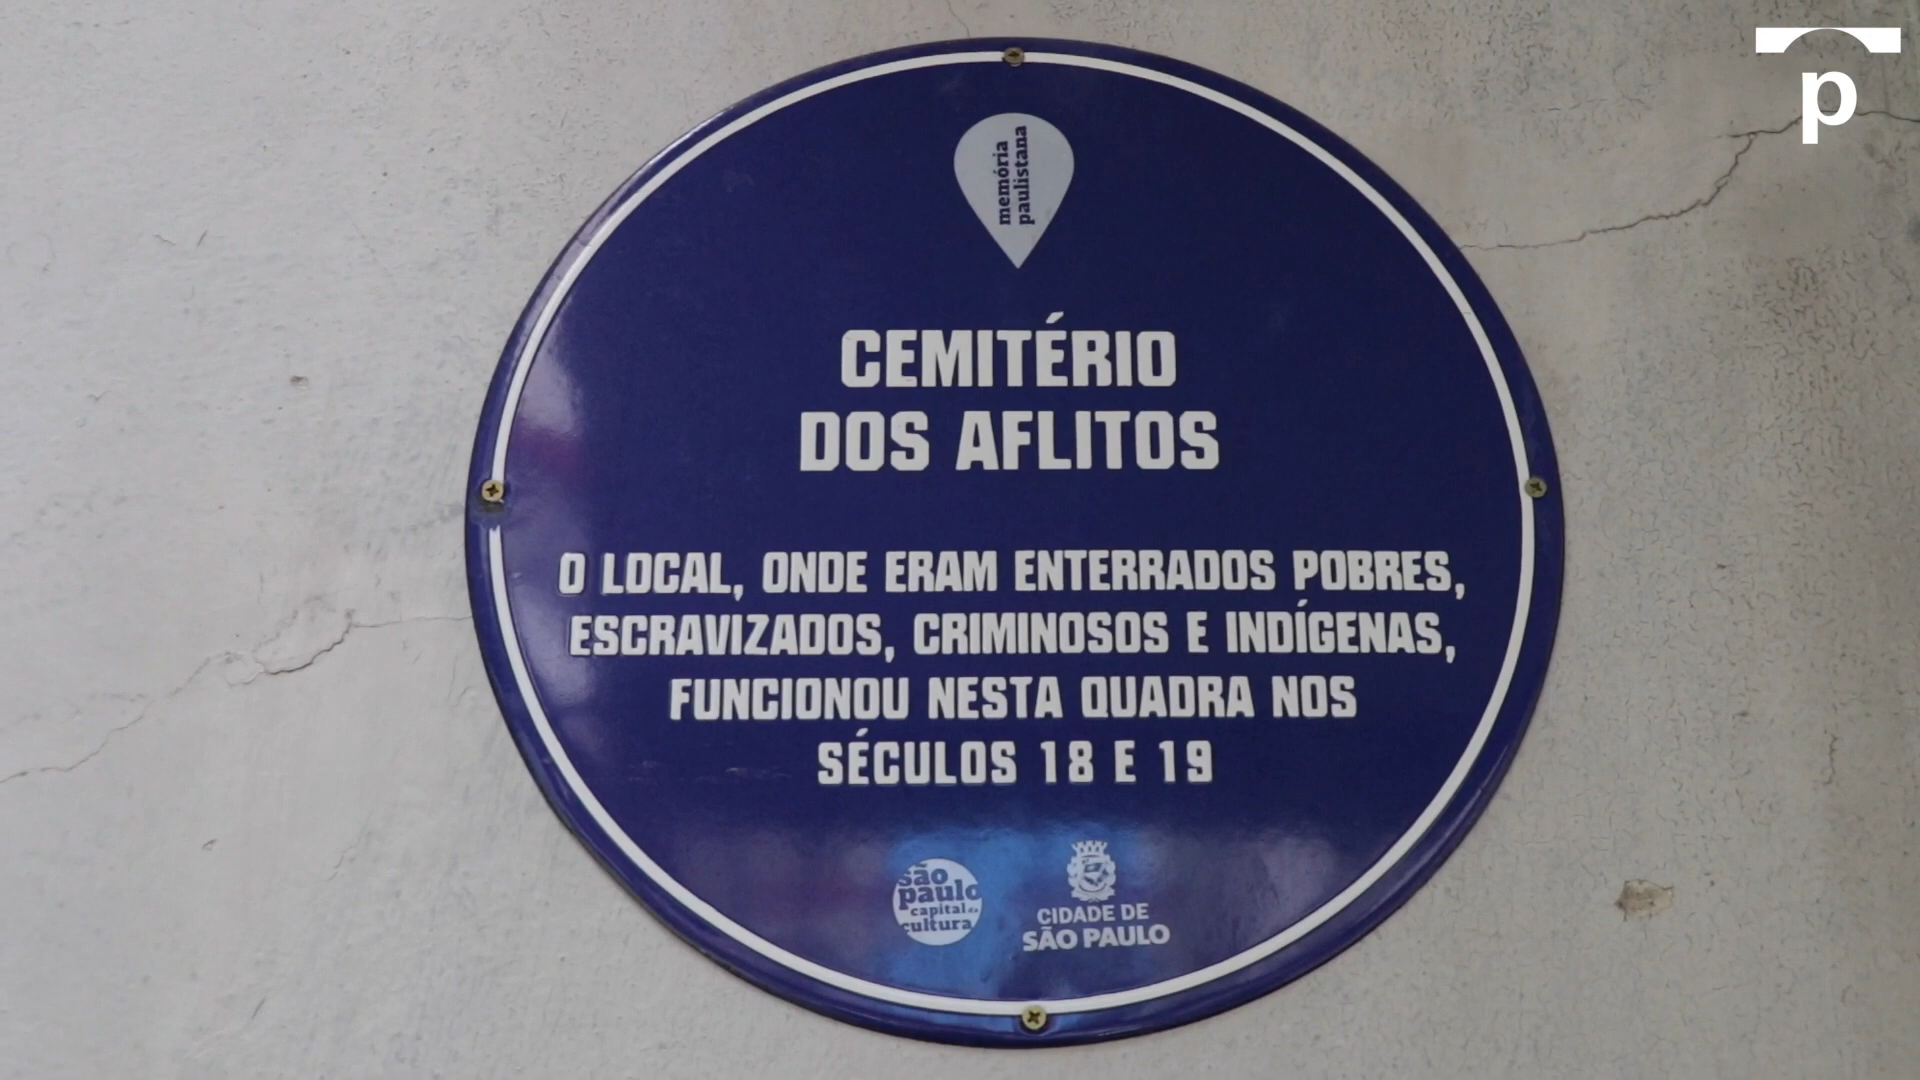 p
memória
paulistana
CEMITÉRIO
DOS AFLITOS
O LOCAL, ONDE ERAM ENTERRADOS POBRES,
ESCRAVIZADOS, CRIMINOSOS E INDÍGENAS,
FUNCIONOU NESTA QUADRA NOS
SÉCULOS 18 E 19
são
paulo
capital da
cultura
CIDADE DE
SÃO PAULO